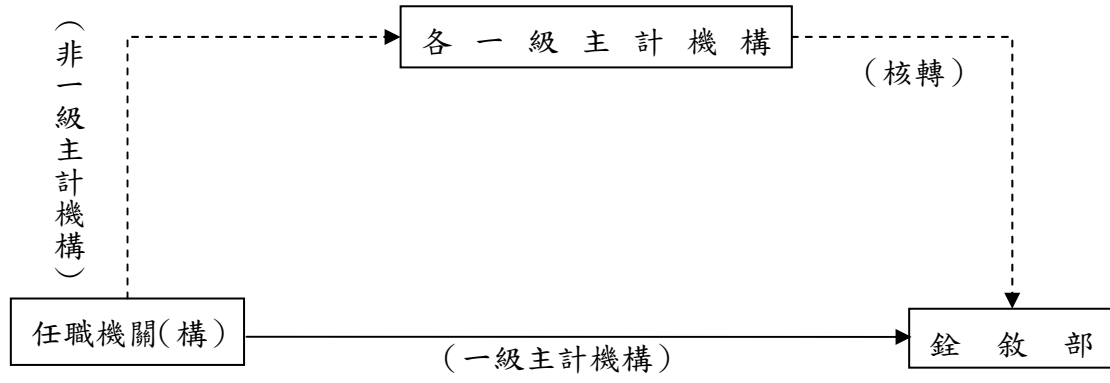 各一級主計機構
（核轉）
（非一級主計機構）
任職機關(構)
（一級主計機構）
銓敘部